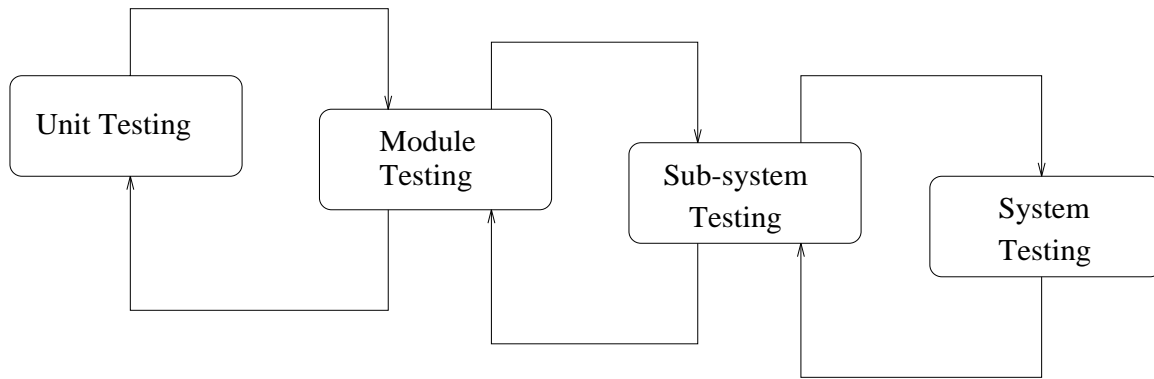 Unit Testing
Module
Testing
Sub-system
Testing
System
Testing